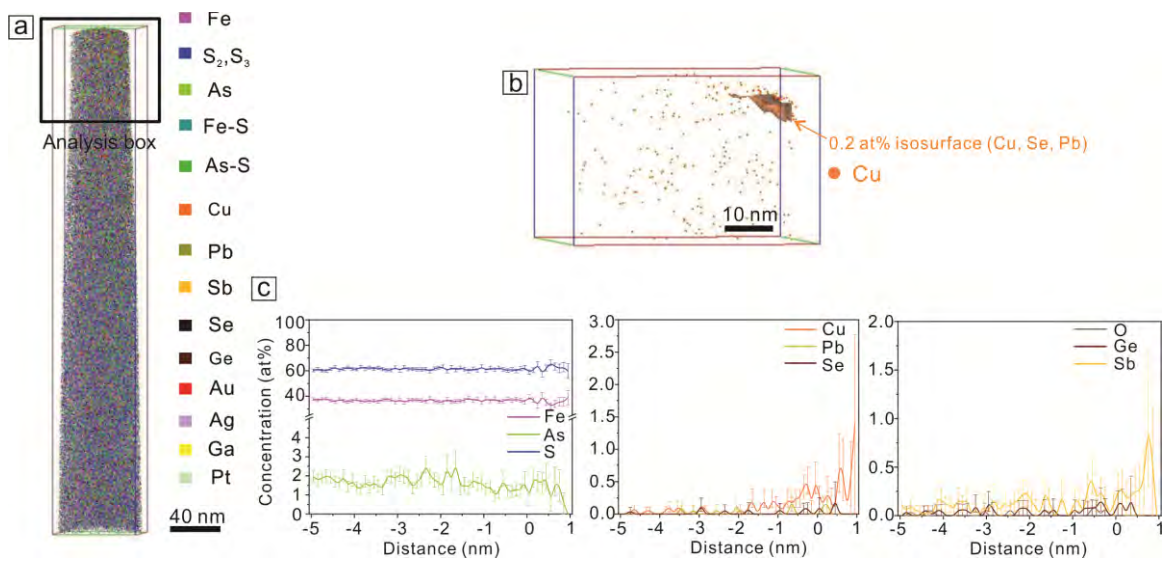 a
Fe
S2,S3
As
Fe-S
As-S
Cu
Pb
Sb
Se
Ge
Au
Ag
Ga
Pt
Analysis box
40 nm
b
0.2 at% isosurface (Cu, Se, Pb)
Cu
10 nm
c
Concentration (at%)
100
80
60
40
4
3
2
1
0
Fe
As
S
-5 -4 -3 -2 -1 0 1
Distance (nm)
3.0
2.5
2.0
1.5
1.0
0.5
0.0
Cu
Pb
Se
-5 -4 -3 -2 -1 0 1
Distance (nm)
2.0
1.5
1.0
0.5
0.0
O
Ge
Sb
-5 -4 -3 -2 -1 0 1
Distance (nm)